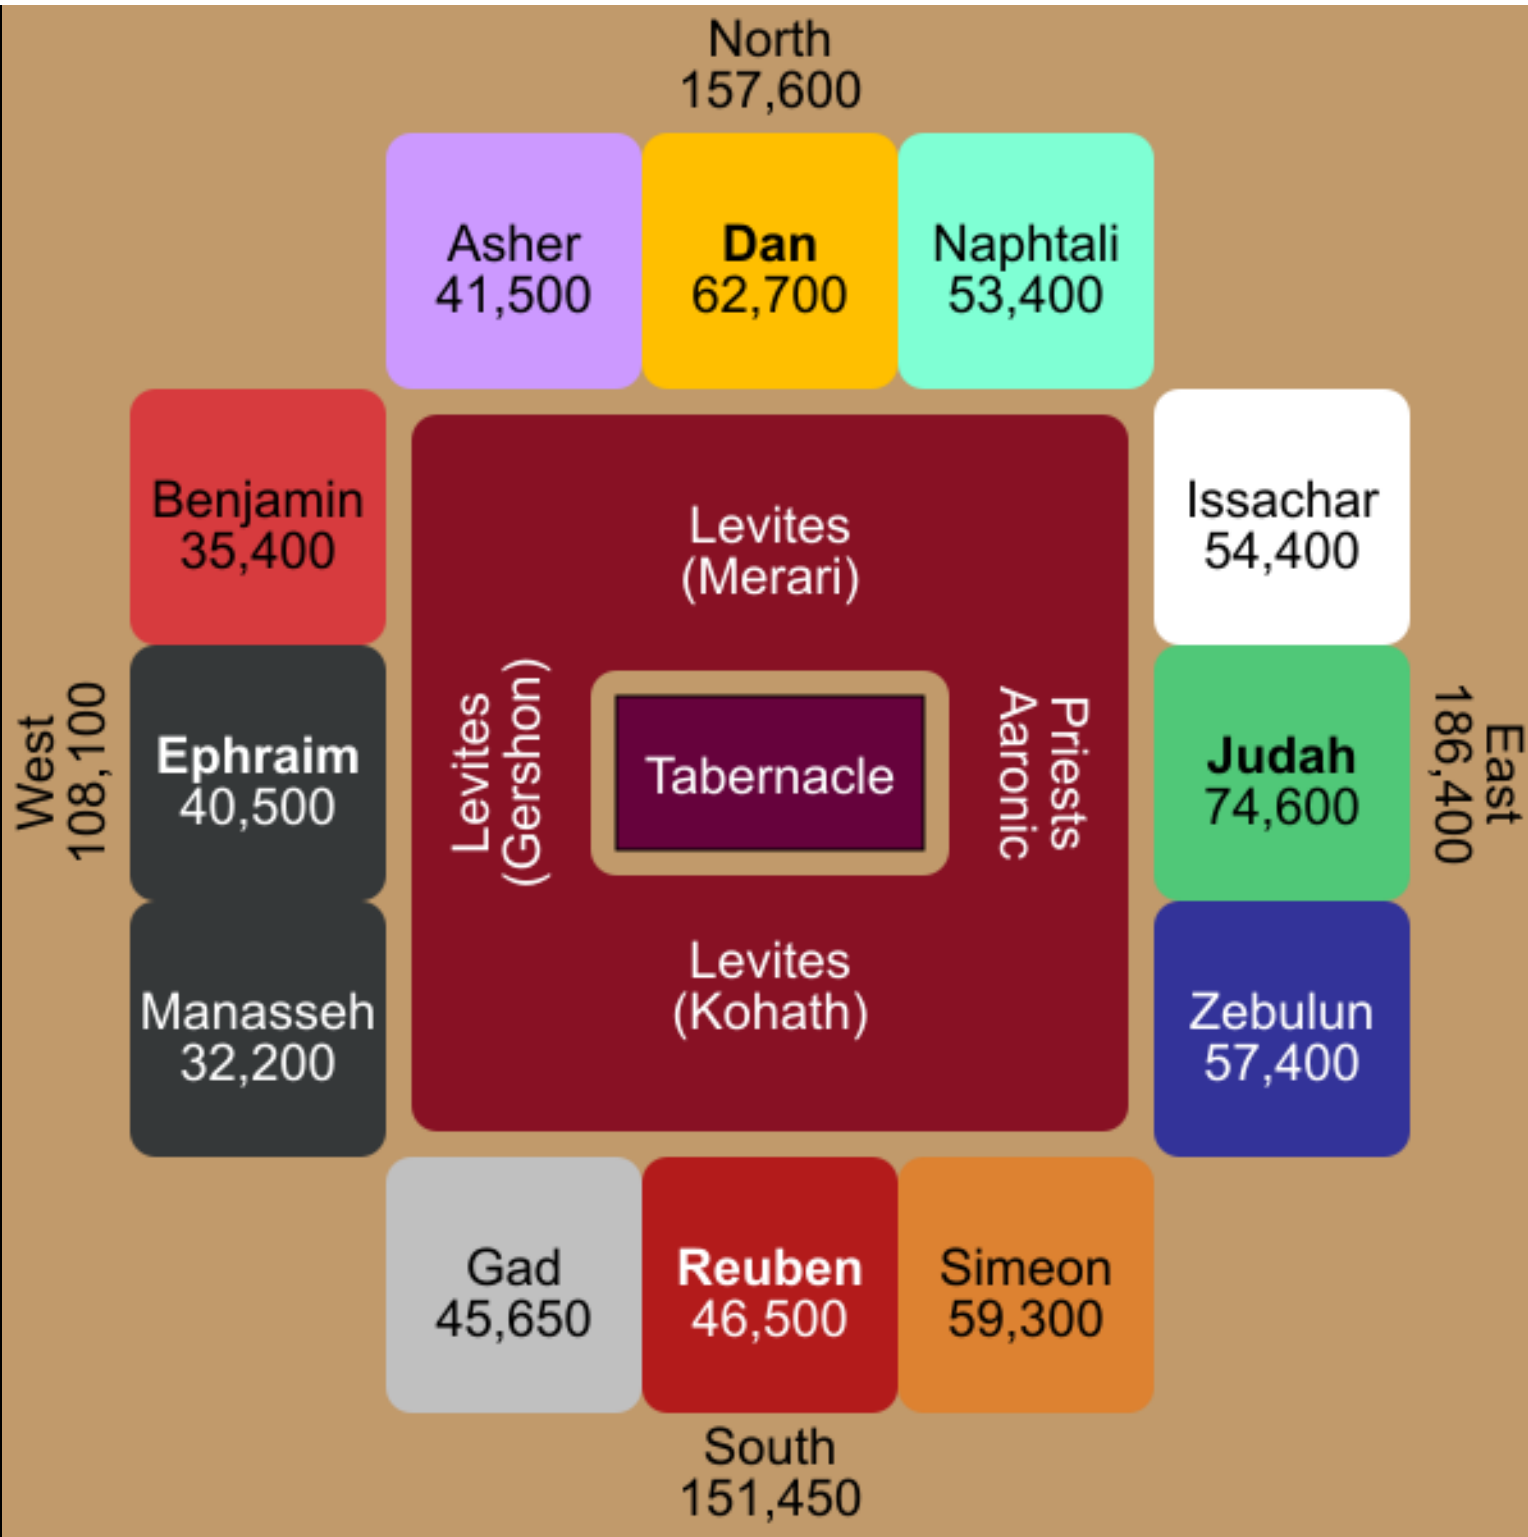 North
157,600
Asher
41,500
Dan
62,700
Naphtali
53,400
Benjamin
35,400
Levites
(Merari)
Issachar
54,400
West
108,100
Ephraim
40,500
Levites
(Gershon)
Tabernacle
Priests
Aaronic
Judah
74,600
East
186,400
Manasseh
32,200
Levites
(Kohath)
Zebulun
57,400
Gad
45,650
Reuben
46,500
Simeon
59,300
South
151,450